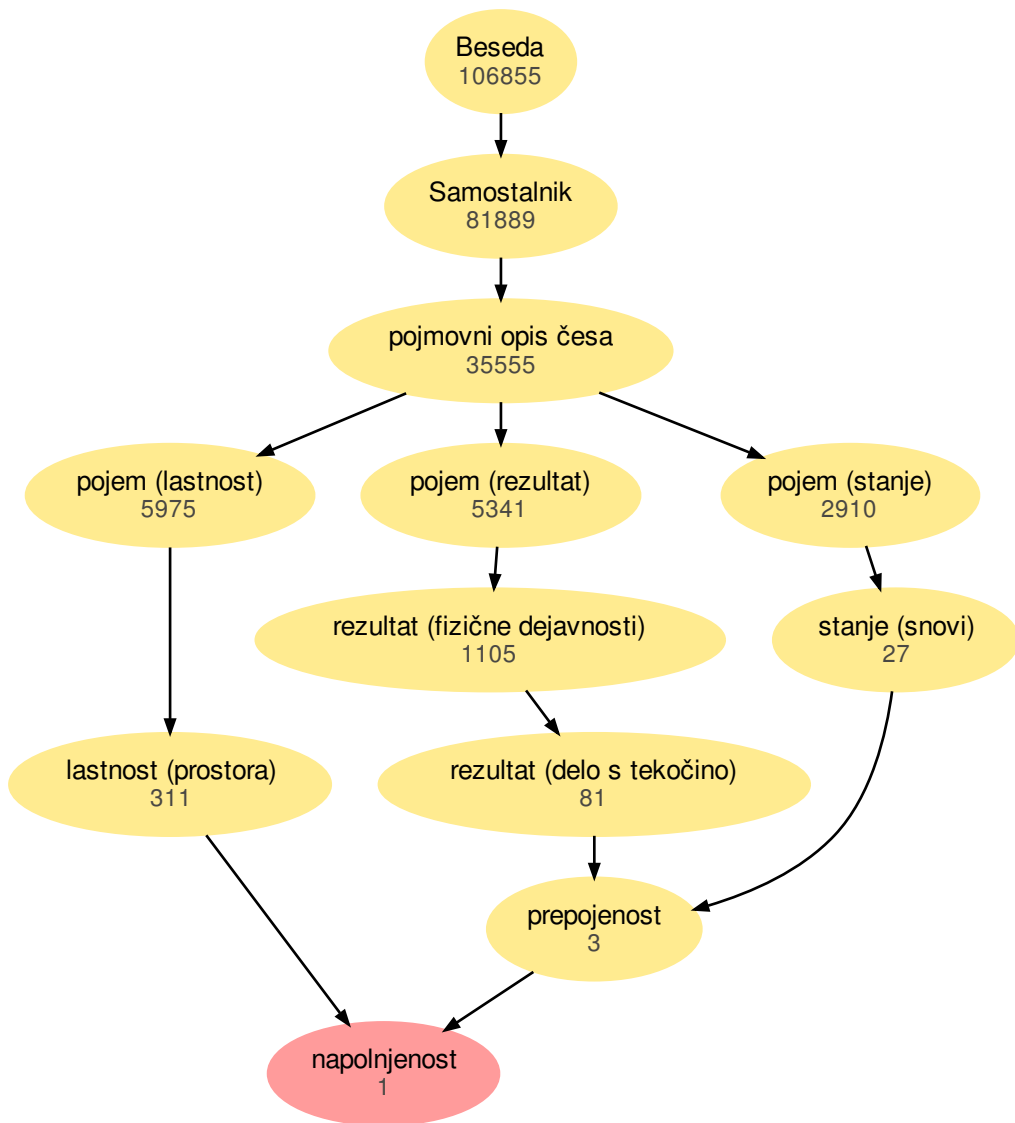 Beseda
106855
Samostalnik
81889
pojmovni opis česa
35555
pojem (lastnost)
5975
pojem (rezultat)
5341
pojem (stanje)
2910
rezultat (fizične dejavnosti)
1105
stanje (snovi)
27
lastnost (prostora)
311
rezultat (delo s tekočino)
81
prepojenost
3
napolnjenost
1